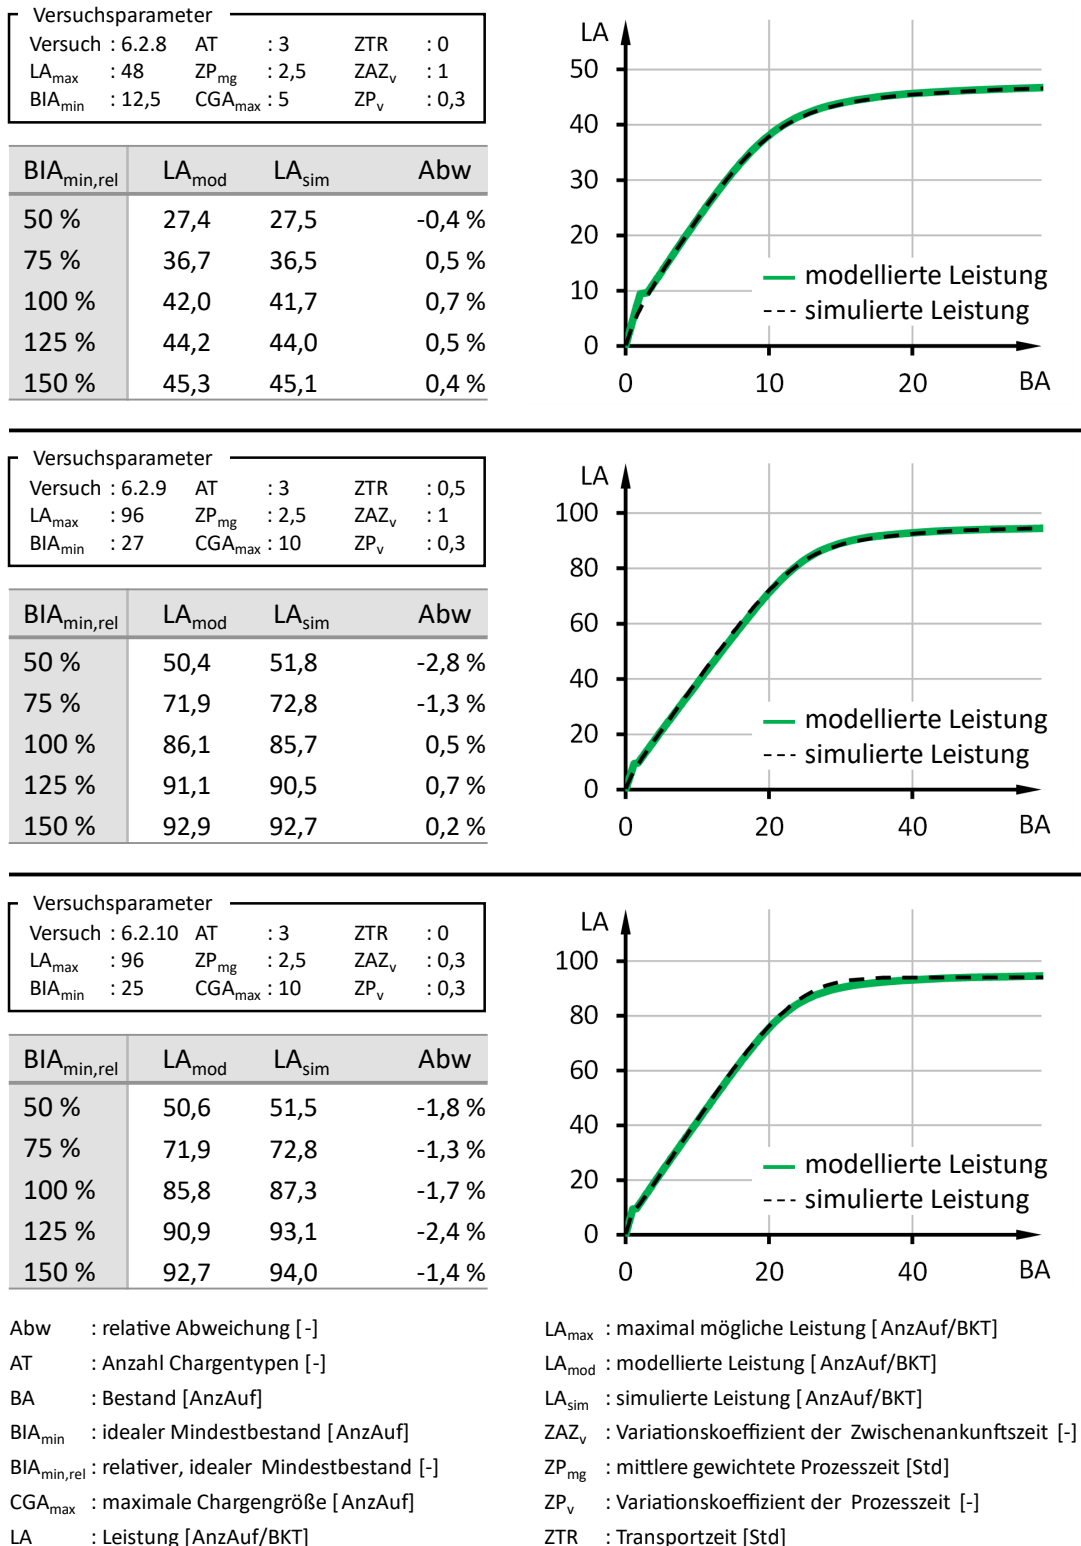 Versuchsparameter
Versuch : 6.2.8 AT : 3 ZTR : 0
LAmax : 48 ZPmg : 2,5 ZAZv : 1
BIAmin : 12,5 CGAmax : 5 ZPv : 0,3
BIAmin,rel LAmod LAsim Abw
50 % 27,4 27,5 -0,4 %
75 % 36,7 36,5 0,5 %
100 % 42,0 41,7 0,7 %
125 % 44,2 44,0 0,5 %
150 % 45,3 45,1 0,4 %
LA
50
40
30
20
10
0
modellierte Leistung
simulierte Leistung
0 10 20 BA
Versuchsparameter
Versuch : 6.2.9 AT : 3 ZTR : 0,5
LAmax : 96 ZPmg : 2,5 ZAZv : 1
BIAmin : 27 CGAmax : 10 ZPv : 0,3
BIAmin,rel LAmod LAsim Abw
50 % 50,4 51,8 -2,8 %
75 % 71,9 72,8 -1,3 %
100 % 86,1 85,7 0,5 %
125 % 91,1 90,5 0,7 %
150 % 92,9 92,7 0,2 %
LA
100
80
60
40
20
0
modellierte Leistung
simulierte Leistung
0 20 40 BA
Versuchsparameter
Versuch : 6.2.10 AT : 3 ZTR : 0
LAmax : 96 ZPmg : 2,5 ZAZv : 0,3
BIAmin : 25 CGAmax : 10 ZPv : 0,3
BIAmin,rel LAmod LAsim Abw
50 % 50,6 51,5 -1,8 %
75 % 71,9 72,8 -1,3 %
100 % 85,8 87,3 -1,7 %
125 % 90,9 93,1 -2,4 %
150 % 92,7 94,0 -1,4 %
LA
100
80
60
40
20
0
modellierte Leistung
simulierte Leistung
0 20 40 BA
Abw : relative Abweichung [-]
AT : Anzahl Chargentypen [-]
BA : Bestand [AnzAuf]
BIAmin : idealer Mindestbestand [AnzAuf]
BIAmin,rel : relativer, idealer Mindestbestand [-]
CGAmax : maximale Chargengröße [AnzAuf]
LA : Leistung [AnzAuf/BKT]
LAmax : maximal mögliche Leistung [AnzAuf/BKT]
LAmod : modellierte Leistung [AnzAuf/BKT]
LAsim : simulierte Leistung [AnzAuf/BKT]
ZAZv : Variationskoeffizient der Zwischenankunftszeit [-]
ZPmg : mittlere gewichtete Prozesszeit [Std]
ZPv : Variationskoeffizient der Prozesszeit [-]
ZTR : Transportzeit [Std]